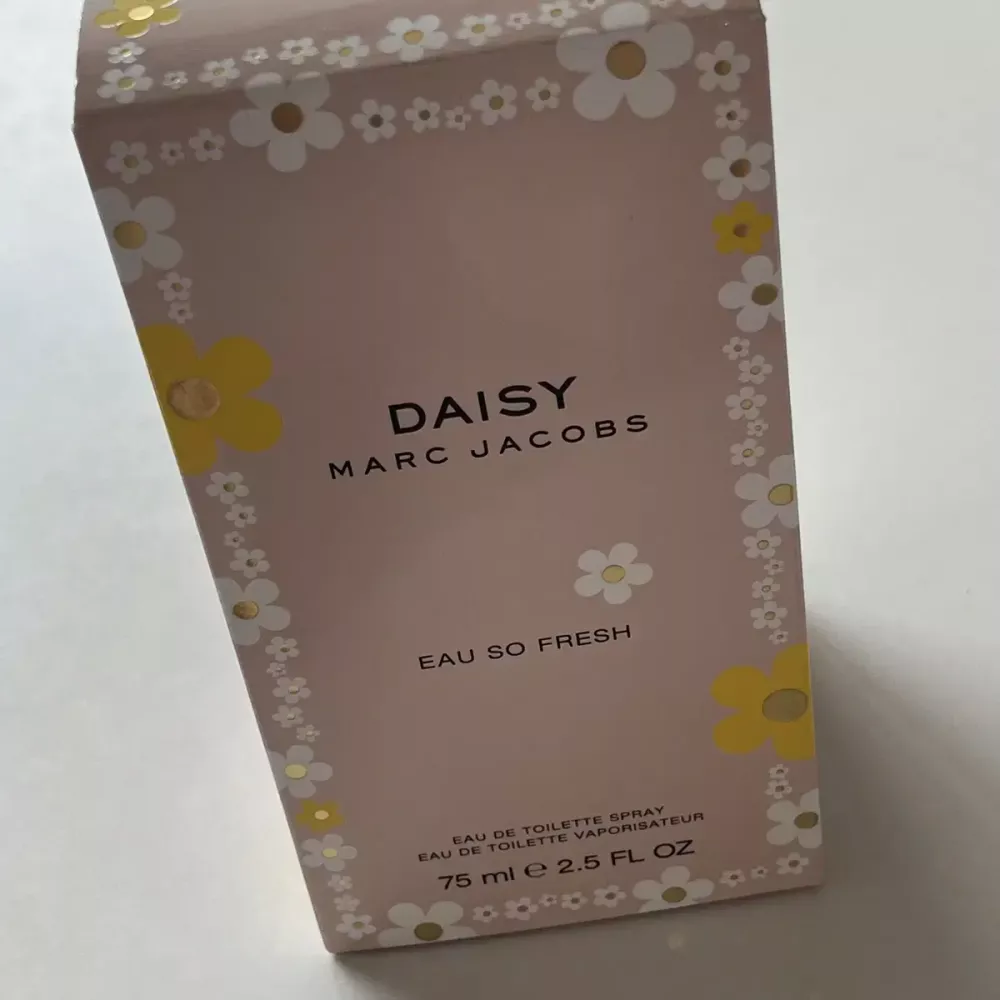 DAISY
MARC JACOBS
EAU SO FRESH
EAU DE TOILETTE SPRAY
EAU DE TOILETTE VAPORISATEUR
75 ml ℮ 2.5 FL OZ